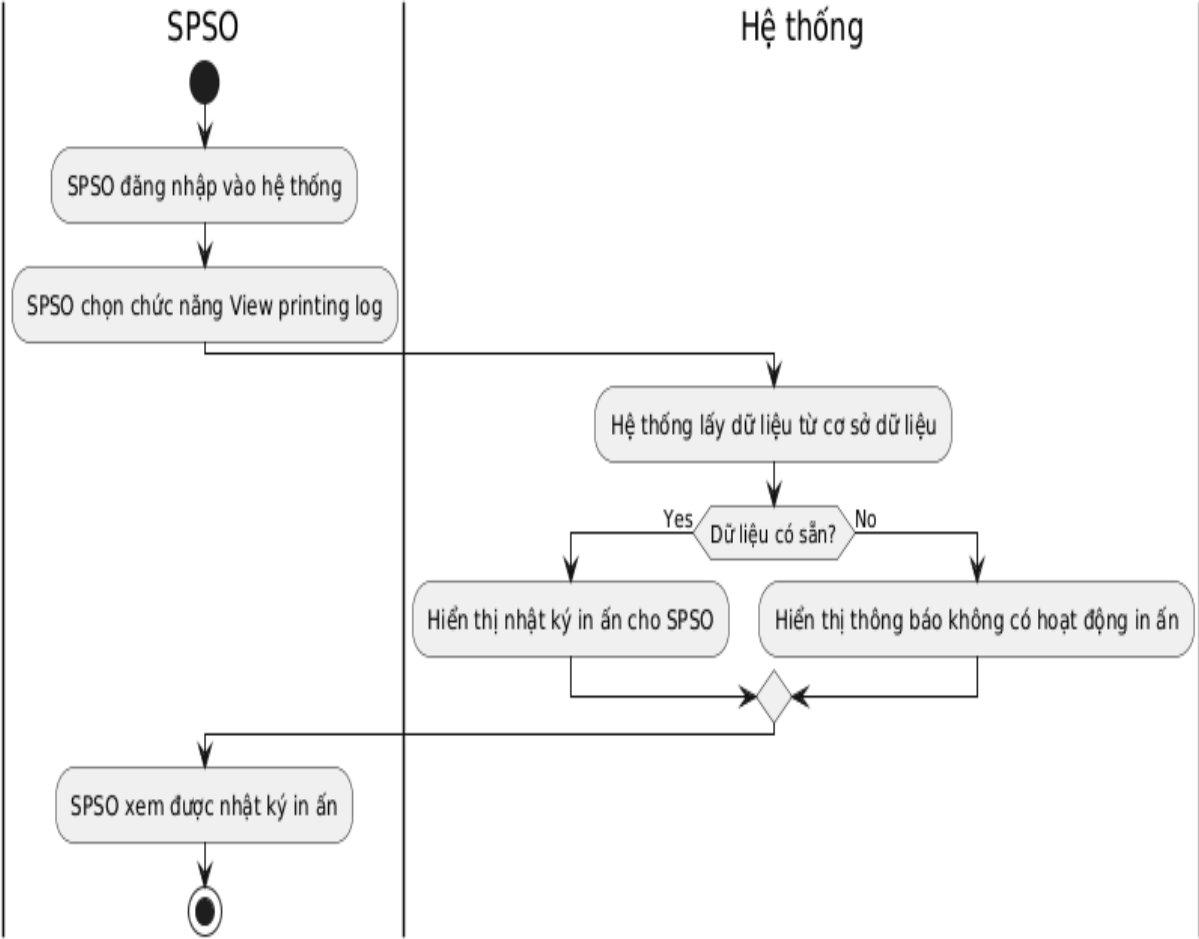 SPSO
Hệ thống
SPSO đăng nhập vào hệ thống
SPSO chọn chức năng View printing log
Hệ thống lấy dữ liệu từ cơ sở dữ liệu
Yes
Dữ liệu có sẵn?
No
Hiển thị nhật ký in ấn cho SPSO
Hiển thị thông báo không có hoạt động in ấn
SPSO xem được nhật ký in ấn